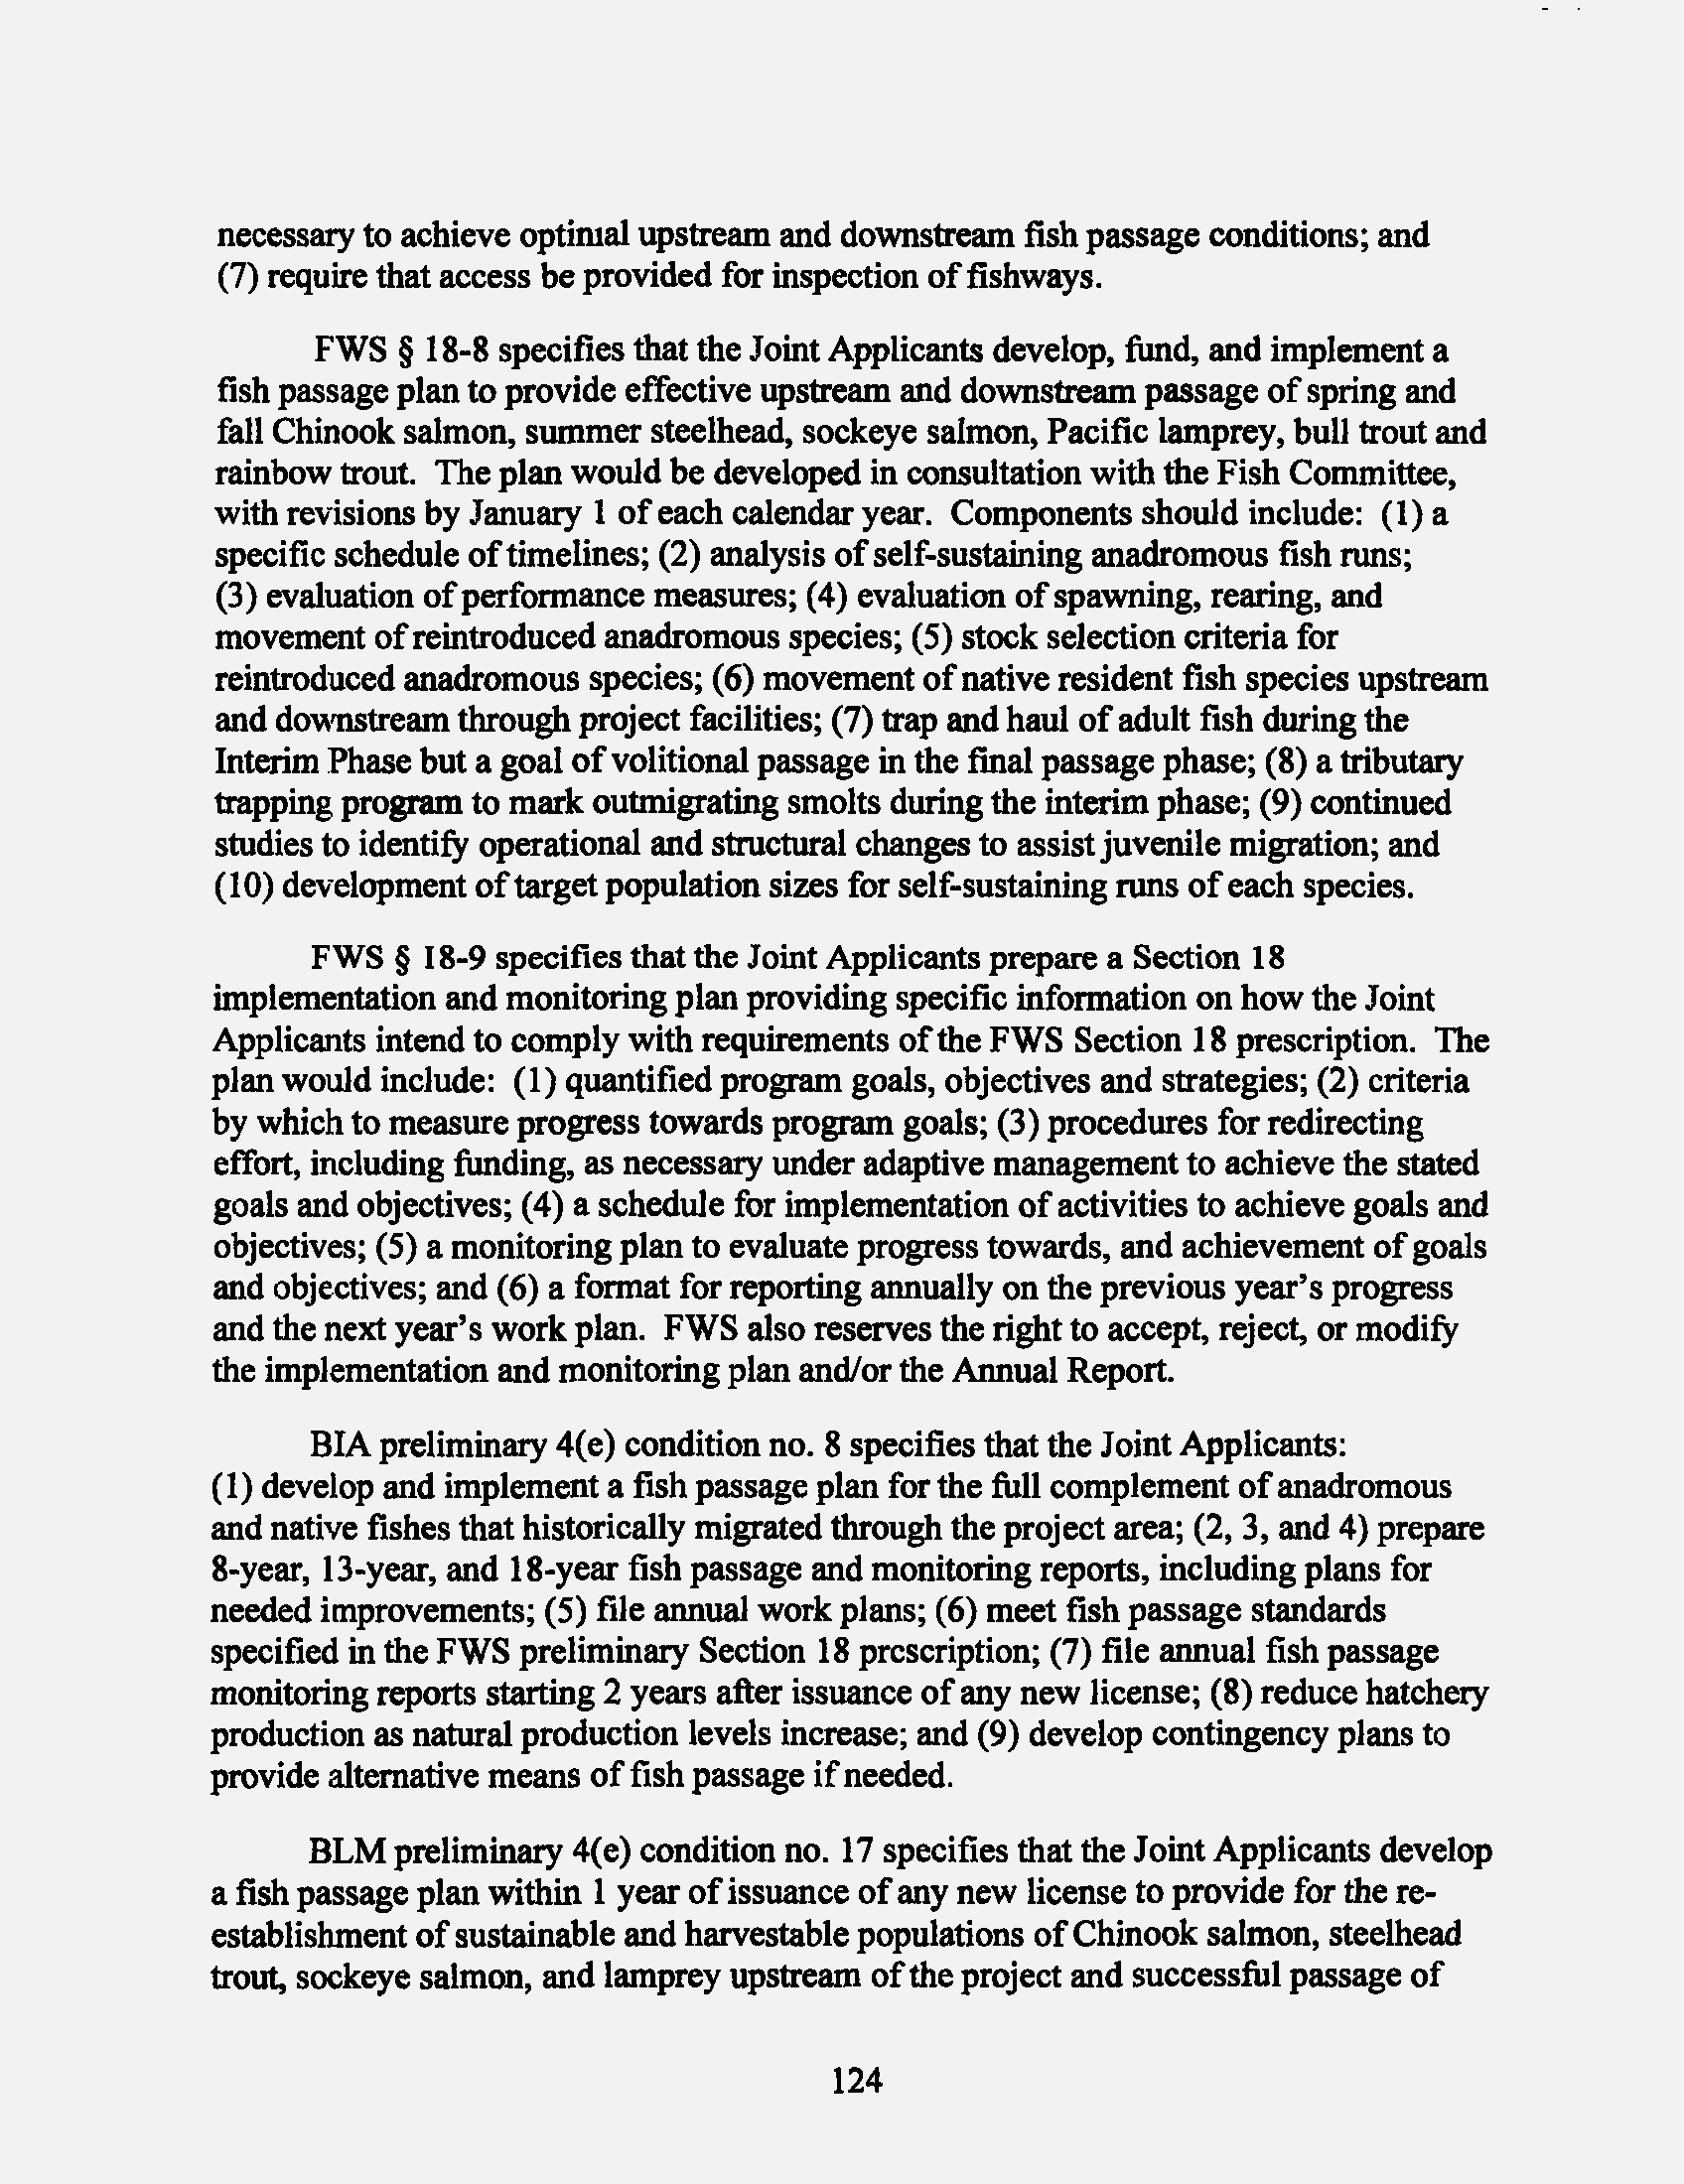 necessary to achieve optimal upstream and downstream fish passage conditions; and
(7) require that access be provided for inspection of fishways.
FWS § 18-8 specifies that the Joint Applicants develop, fund, and implement a
fish passage plan to provide effective upstream and downstream passage of spring and
fall Chinook salmon, summer steelhead, sockeye salmon, Pacific lamprey, bull trout and
rainbow trout. The plan would be developed in consultation with the Fish Committee,
with revisions by January 1 of each calendar year. Components should include: (1) a
specific schedule of timelines; (2) analysis of self-sustaining anadromous fish runs;
(3) evaluation of performance measures; (4) evaluation of spawning, rearing, and
movement of reintroduced anadromous species; (5) stock selection criteria for
reintroduced anadromous species; (6) movement of native resident fish species upstream
and downstream through project facilities; (7) trap and haul of adult fish during the
Interim Phase but a goal of volitional passage in the final passage phase; (8) a tributary
trapping program to mark outmigrating smolts during the interim phase; (9) continued
studies to identify operational and structural changes to assist juvenile migration; and
(10) development of target population sizes for self-sustaining runs of each species.
FWS § 18-9 specifies that the Joint Applicants prepare a Section 18
implementation and monitoring plan providing specific information on how the Joint
Applicants intend to comply with requirements of the FWS Section 18 prescription. The
plan would include: (1) quantified program goals, objectives and strategies; (2) criteria
by which to measure progress towards program goals; (3) procedures for redirecting
effort, including funding, as necessary under adaptive management to achieve the stated
goals and objectives; (4) a schedule for implementation of activities to achieve goals and
objectives; (5) a monitoring plan to evaluate progress towards, and achievement of goals
and objectives; and (6) a format for reporting annually on the previous year's progress
and the next year's work plan. FWS also reserves the right to accept, reject, or modify
the implementation and monitoring plan and/or the Annual Report.
BIA preliminary 4(e) condition no. 8 specifies that the Joint Applicants:
(1) develop and implement a fish passage plan for the full complement of anadromous
and native fishes that historically migrated through the project area; (2, 3, and 4) prepare
8-year, 13-year, and 18-year fish passage and monitoring reports, including plans for
needed improvements; (5) file annual work plans; (6) meet fish passage standards
specified in the FWS preliminary Section 18 prescription; (7) file annual fish passage
monitoring reports starting 2 years after issuance of any new license; (8) reduce hatchery
production as natural production levels increase; and (9) develop contingency plans to
provide alternative means of fish passage if needed.
BLM preliminary 4(e) condition no. 17 specifies that the Joint Applicants develop
a fish passage plan within 1 year of issuance of any new license to provide for the re-
establishment of sustainable and harvestable populations of Chinook salmon, steelhead
trout, sockeye salmon, and lamprey upstream of the project and successful passage of
124